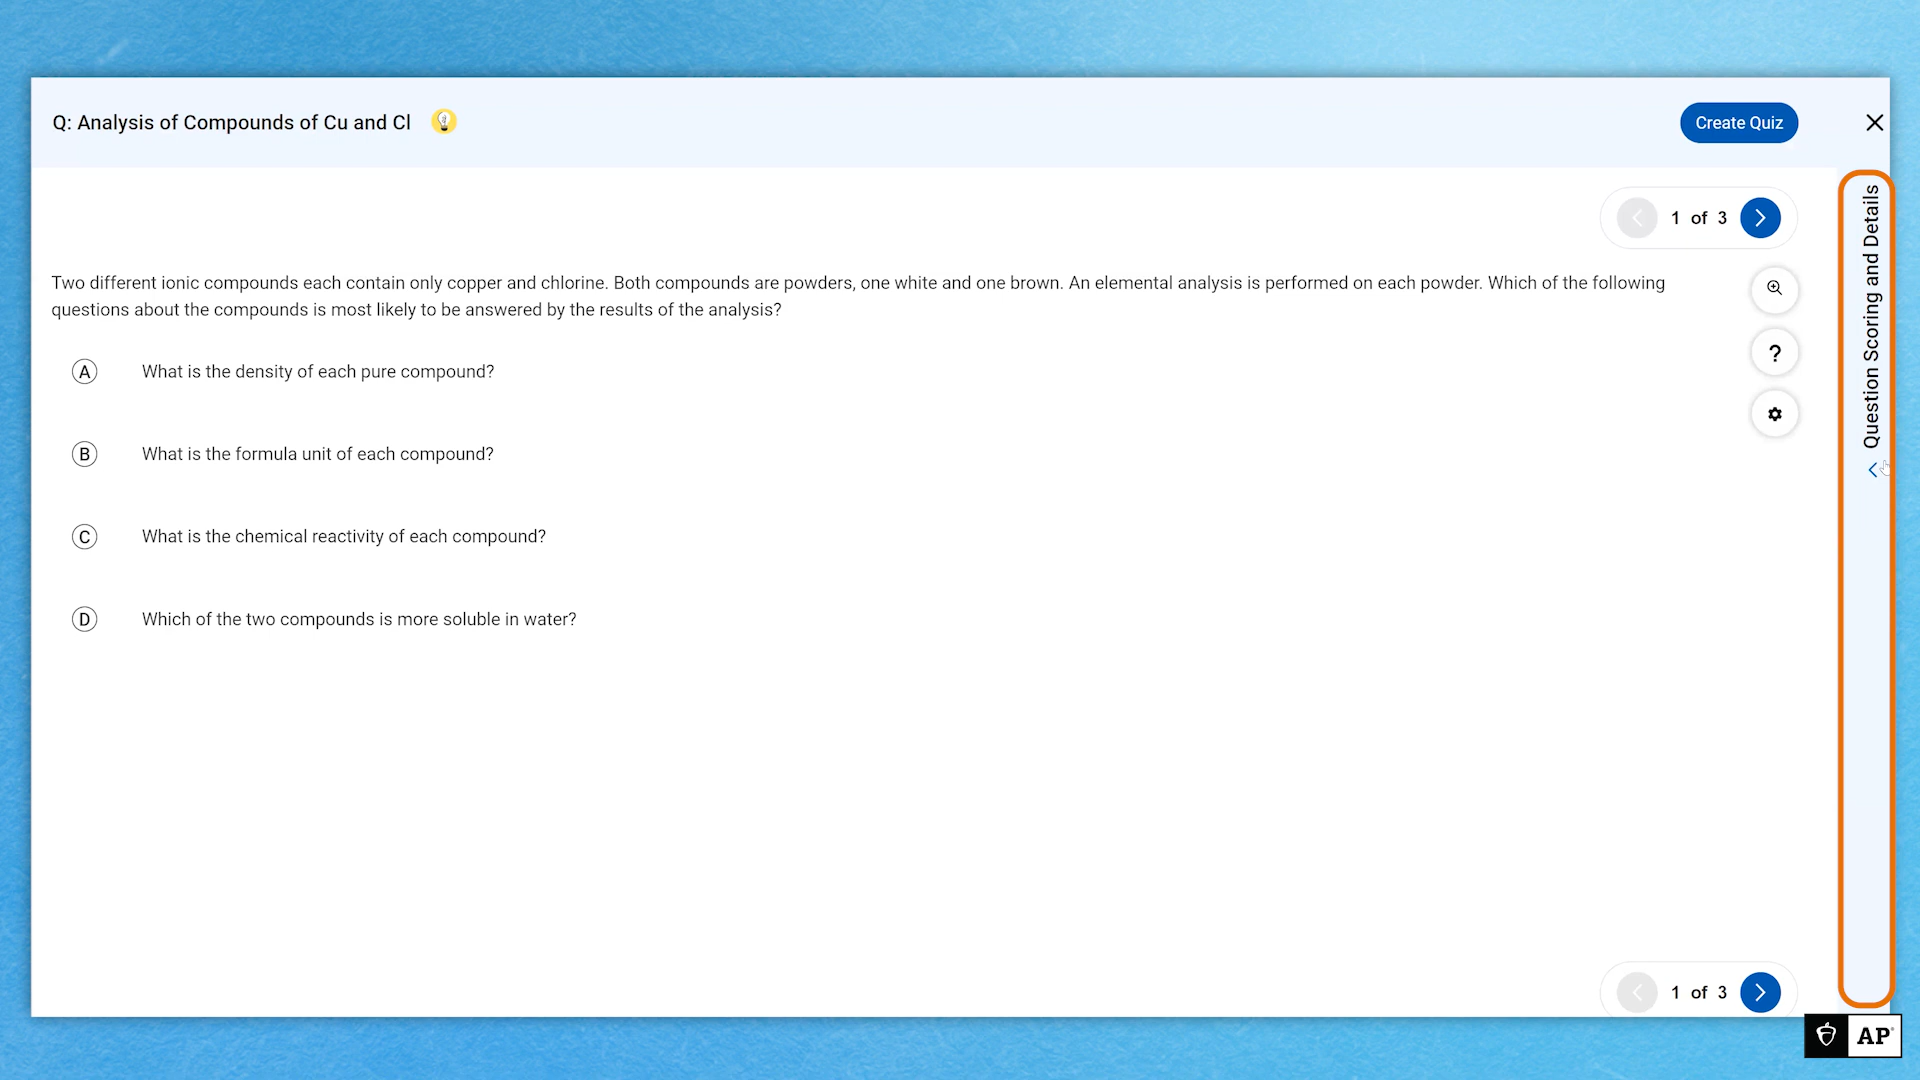 Q: Analysis of Compounds of Cu and Cl
Create Quiz
1 of 3
Question Scoring and Details
Two different ionic compounds each contain only copper and chlorine. Both compounds are powders, one white and one brown. An elemental analysis is performed on each powder. Which of the following
questions about the compounds is most likely to be answered by the results of the analysis?
?
A What is the density of each pure compound?
B What is the formula unit of each compound?
C What is the chemical reactivity of each compound?
D Which of the two compounds is more soluble in water?
1 of 3
AP®